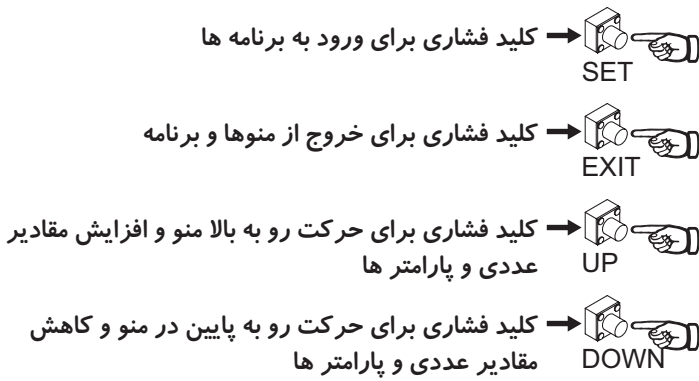 کلید فشاری برای ورود به برنامه ها
SET
کلید فشاری برای خروج از منوها و برنامه
EXIT
کلید فشاری برای حرکت رو به بالا منو و افزایش مقادیر
عددی و پارامتر ها
UP
کلید فشاری برای حرکت رو به پایین در منو و کاهش
مقادیر عددی و پارامتر ها
DOWN